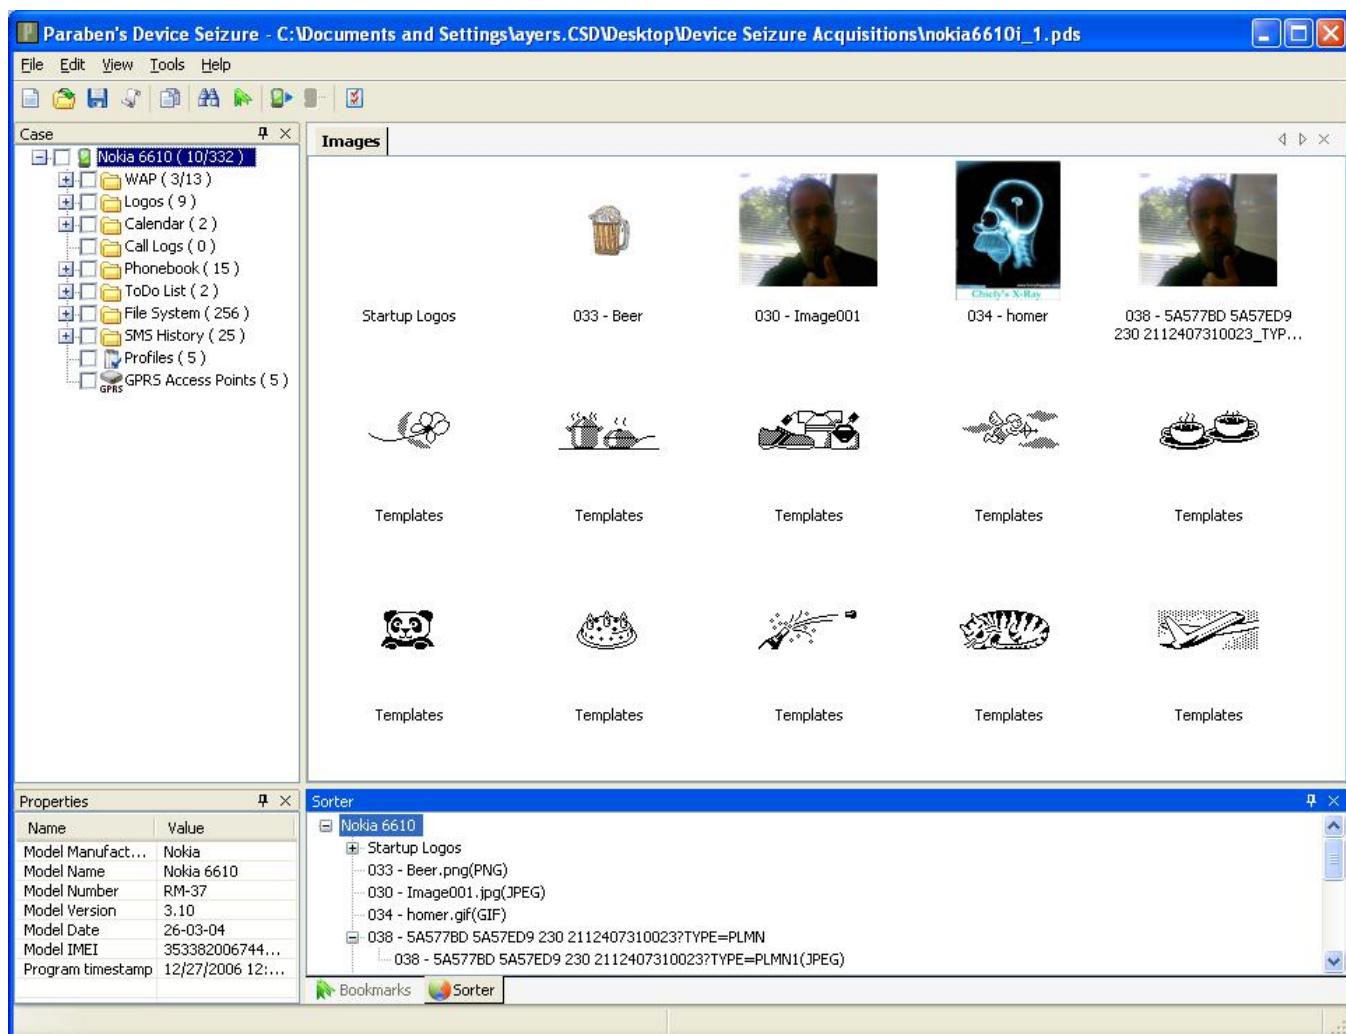 Paraben's Device Seizure - C:\Documents and Settings\ayers.CSD\Desktop\Device Seizure Acquisitions\nokia6610i_1.pds
File Edit View Tools Help
Case
Nokia 6610 ( 10/332 )
WAP ( 3/13 )
Logos ( 9 )
Calendar ( 2 )
Call Logs ( 0 )
Phonebook ( 15 )
ToDo List ( 2 )
File System ( 256 )
SMS History ( 25 )
Profiles ( 5 )
GPRS
GPRS Access Points ( 5 )
Images
Chiefy's X-Ray
Startup Logos
033 - Beer
030 - Image001
034 - homer
038 - 5A577BD 5A57ED9
230 2112407310023_TYP...
Templates
Templates
Templates
Templates
Templates
Templates
Templates
Templates
Templates
Templates
Properties
Name Value
Model Manufact... Nokia
Model Name Nokia 6610
Model Number RM-37
Model Version 3.10
Model Date 26-03-04
Model IMEI 353382006744...
Program timestamp 12/27/2006 12:...
Sorter
Nokia 6610
Startup Logos
033 - Beer.png(PNG)
030 - Image001.jpg(JPEG)
034 - homer.gif(GIF)
038 - 5A577BD 5A57ED9 230 2112407310023?TYPE=PLMN
038 - 5A577BD 5A57ED9 230 2112407310023?TYPE=PLMN1(JPEG)
Bookmarks Sorter